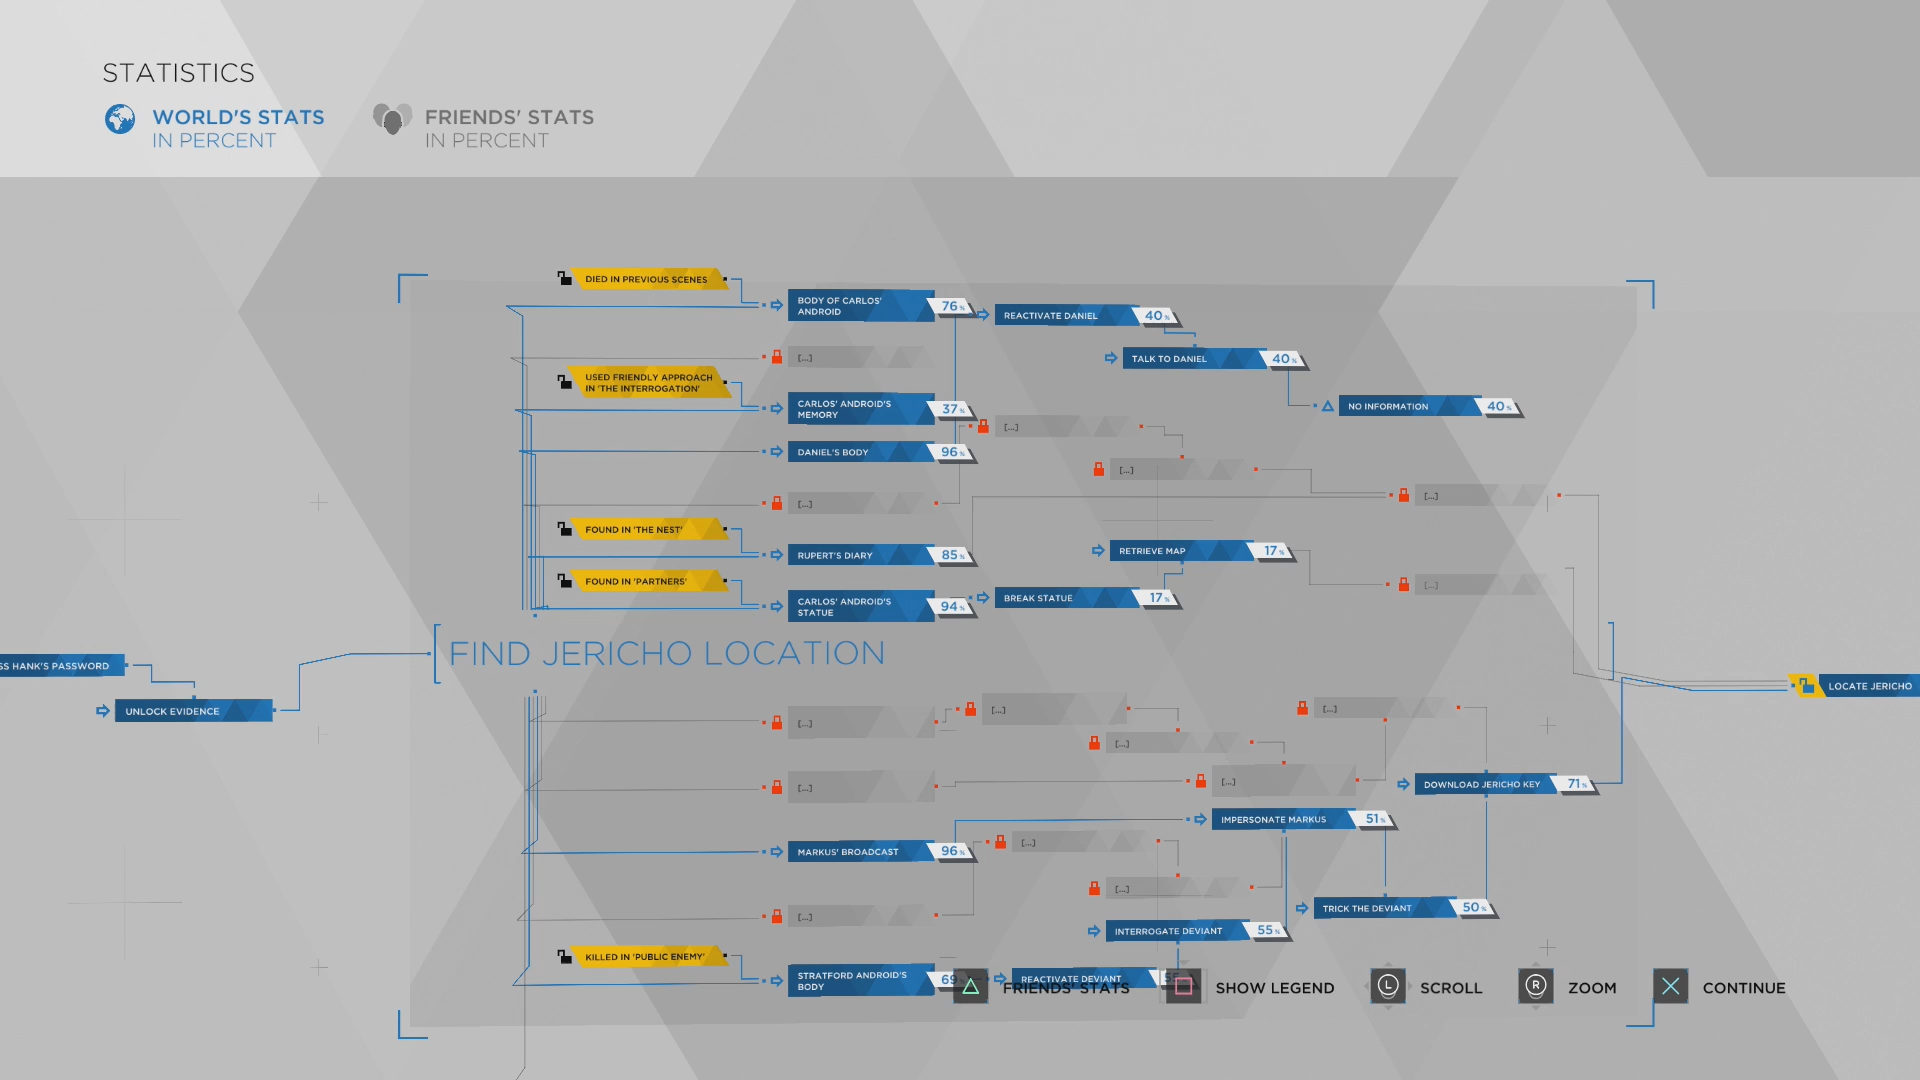 STATISTICS
WORLD'S STATS
IN PERCENT
FRIENDS' STATS
IN PERCENT
DIED IN PREVIOUS SCENES
BODY OF CARLOS'
ANDROID
76%
REACTIVATE DANIEL
40%
[...]
TALK TO DANIEL
40%
USED FRIENDLY APPROACH
IN 'THE INTERROGATION'
CARLOS' ANDROID'S
MEMORY
37%
NO INFORMATION
40%
[...]
DANIEL'S BODY
96%
[...]
[...]
[...]
FOUND IN 'THE NEST'
RUPERT'S DIARY
85%
RETRIEVE MAP
17%
FOUND IN 'PARTNERS'
[...]
CARLOS' ANDROID'S
STATUE
94%
BREAK STATUE
17%
FIND JERICHO LOCATION
SS HANK'S PASSWORD
UNLOCK EVIDENCE
LOCATE JERICHO
[...]
[...]
[...]
[...]
[...]
[...]
DOWNLOAD JERICHO KEY
71%
IMPERSONATE MARKUS
51%
MARKUS' BROADCAST
96%
[...]
[...]
[...]
TRICK THE DEVIANT
50%
INTERROGATE DEVIANT
55%
KILLED IN 'PUBLIC ENEMY'
STRATFORD ANDROID'S
BODY
69
REACTIVATE DEVIANT
FRIENDS' STATS
SHOW LEGEND
L
SCROLL
R
ZOOM
CONTINUE